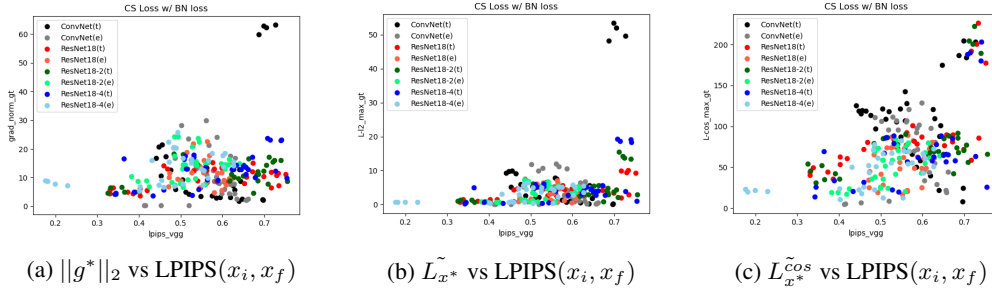 CS Loss w/ BN loss
grad_norm_gt
60
50
40
30
20
10
0
ConvNet(t)
ConvNet(e)
ResNet18(t)
ResNet18(e)
ResNet18-2(t)
ResNet18-2(e)
ResNet18-4(t)
ResNet18-4(e)
0.2 0.3 0.4 0.5 0.6 0.7
lpips_vgg
(a) ||g*||₂ vs LPIPS(x_i, x_f)
CS Loss w/ BN loss
L-l2_max_gt
50
40
30
20
10
0
ConvNet(t)
ConvNet(e)
ResNet18(t)
ResNet18(e)
ResNet18-2(t)
ResNet18-2(e)
ResNet18-4(t)
ResNet18-4(e)
0.2 0.3 0.4 0.5 0.6 0.7
lpips_vgg
(b) L̃_{x*} vs LPIPS(x_i, x_f)
CS Loss w/ BN loss
L-cos_max_gt
200
150
100
50
0
ConvNet(t)
ConvNet(e)
ResNet18(t)
ResNet18(e)
ResNet18-2(t)
ResNet18-2(e)
ResNet18-4(t)
ResNet18-4(e)
0.2 0.3 0.4 0.5 0.6 0.7
lpips_vgg
(c) L̃^{cos}_{x*} vs LPIPS(x_i, x_f)